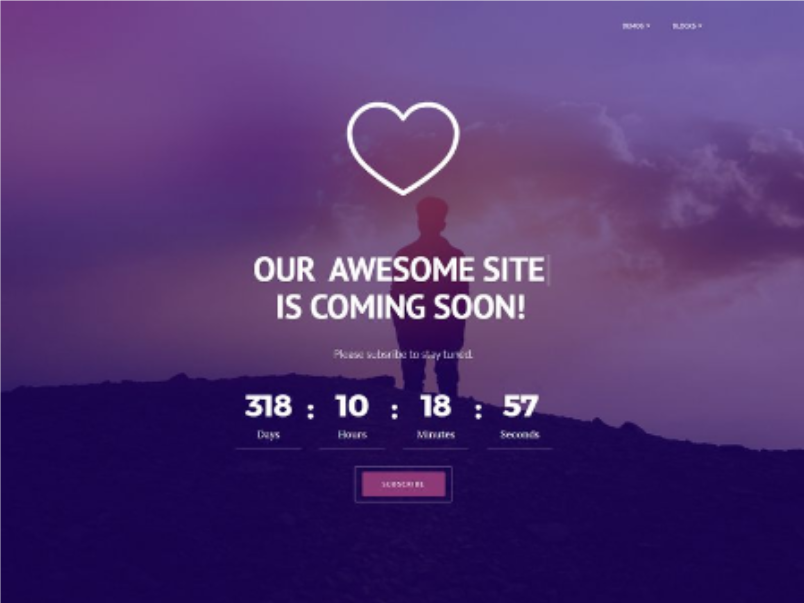 DEMOS BLOCKS
OUR AWESOME SITE
IS COMING SOON!
Please subsribe to stay tuned.
318 : 10 : 18 : 57
Days Hours Minutes Seconds
SUBSCRIBE